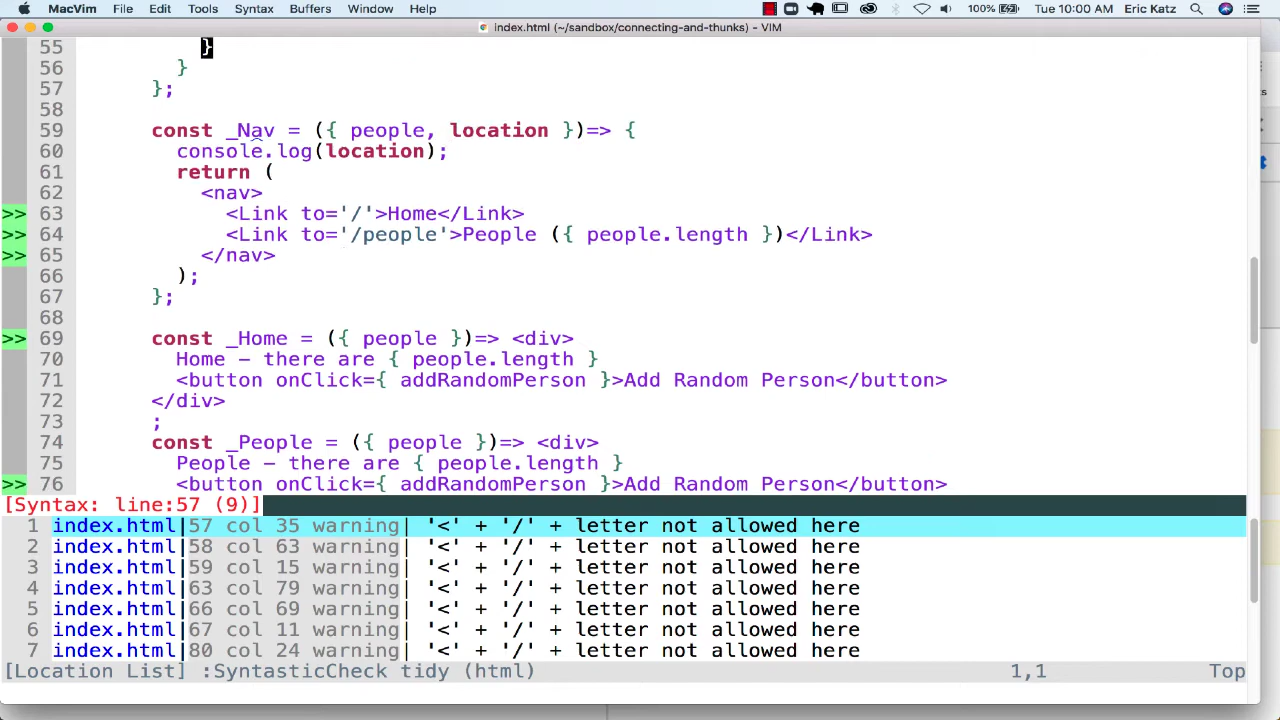 MacVim File Edit Tools Syntax Buffers Window Help 100% Tue 10:00 AM Eric Katz
index.html (~/sandbox/connecting-and-thunks) - VIM
55 }
56 }
57 };
58
59 const _Nav = ({ people, location })=> {
60 console.log(location);
61 return (
62 <nav>
>> 63 <Link to='/'>Home</Link>
>> 64 <Link to='/people'>People ({ people.length })</Link>
>> 65 </nav>
66 );
67 };
68
>> 69 const _Home = ({ people })=> <div>
70 Home - there are { people.length }
71 <button onClick={ addRandomPerson }>Add Random Person</button>
72 </div>
73 ;
74 const _People = ({ people })=> <div>
75 People - there are { people.length }
>> 76 <button onClick={ addRandomPerson }>Add Random Person</button>
[Syntax: line:57 (9)]
1 index.html|57 col 35 warning| '<' + '/' + letter not allowed here
2 index.html|58 col 63 warning| '<' + '/' + letter not allowed here
3 index.html|59 col 15 warning| '<' + '/' + letter not allowed here
4 index.html|63 col 79 warning| '<' + '/' + letter not allowed here
5 index.html|66 col 69 warning| '<' + '/' + letter not allowed here
6 index.html|67 col 11 warning| '<' + '/' + letter not allowed here
7 index.html|80 col 24 warning| '<' + '/' + letter not allowed here
[Location List] :SyntasticCheck tidy (html) 1,1 Top